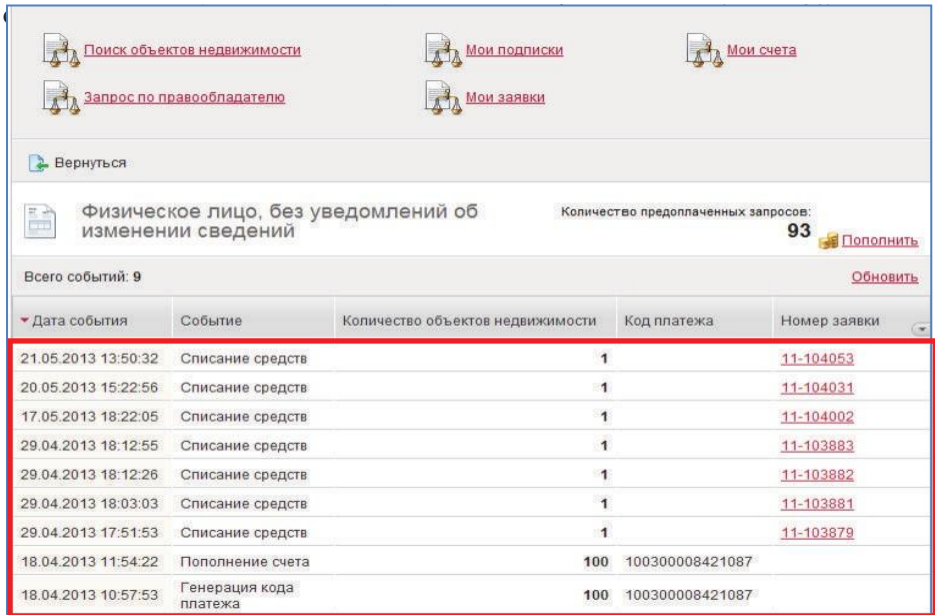 Поиск объектов недвижимости Мои подписки Мои счета
Запрос по правообладателю Мои заявки
Вернуться
Физическое лицо, без уведомлений об изменении сведений
Количество предоплаченных запросов:
93 Пополнить
Всего событий: 9 Обновить
Дата события Событие Количество объектов недвижимости Код платежа Номер заявки
21.05.2013 13:50:32 Списание средств 1 11-104053
20.05.2013 15:22:56 Списание средств 1 11-104031
17.05.2013 18:22:05 Списание средств 1 11-104002
29.04.2013 18:12:55 Списание средств 1 11-103883
29.04.2013 18:12:26 Списание средств 1 11-103882
29.04.2013 18:03:03 Списание средств 1 11-103881
29.04.2013 17:51:53 Списание средств 1 11-103879
18.04.2013 11:54:22 Пополнение счета 100 100300008421087
18.04.2013 10:57:53 Генерация кода платежа 100 100300008421087